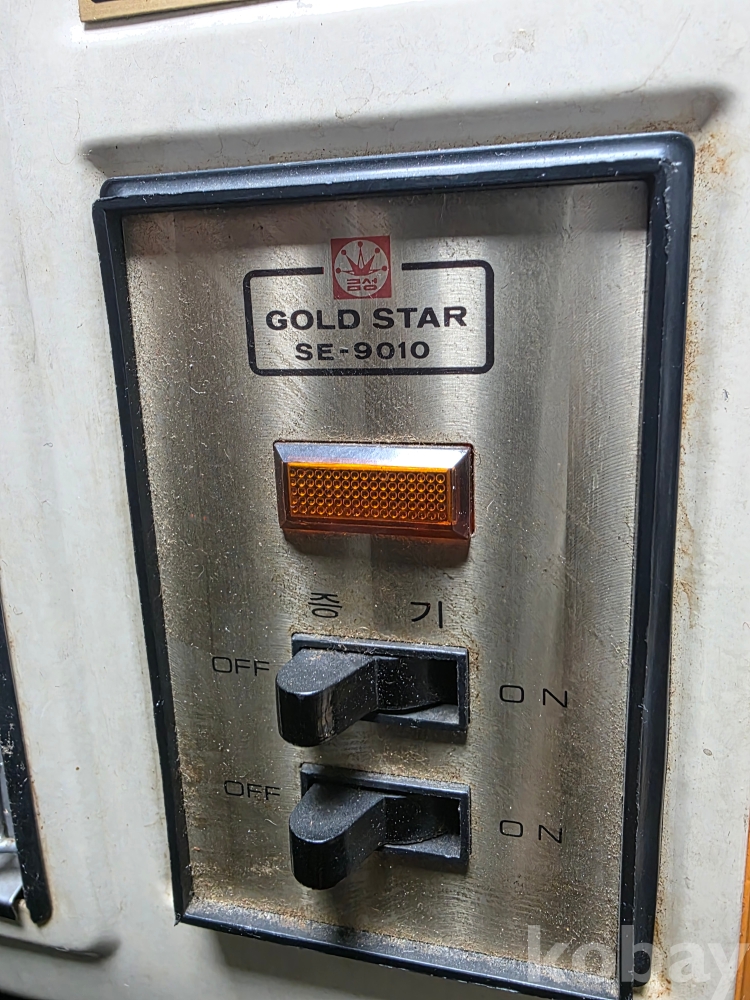 금성
GOLD STAR
SE-9010
증 기
OFF ON
OFF ON
kobay